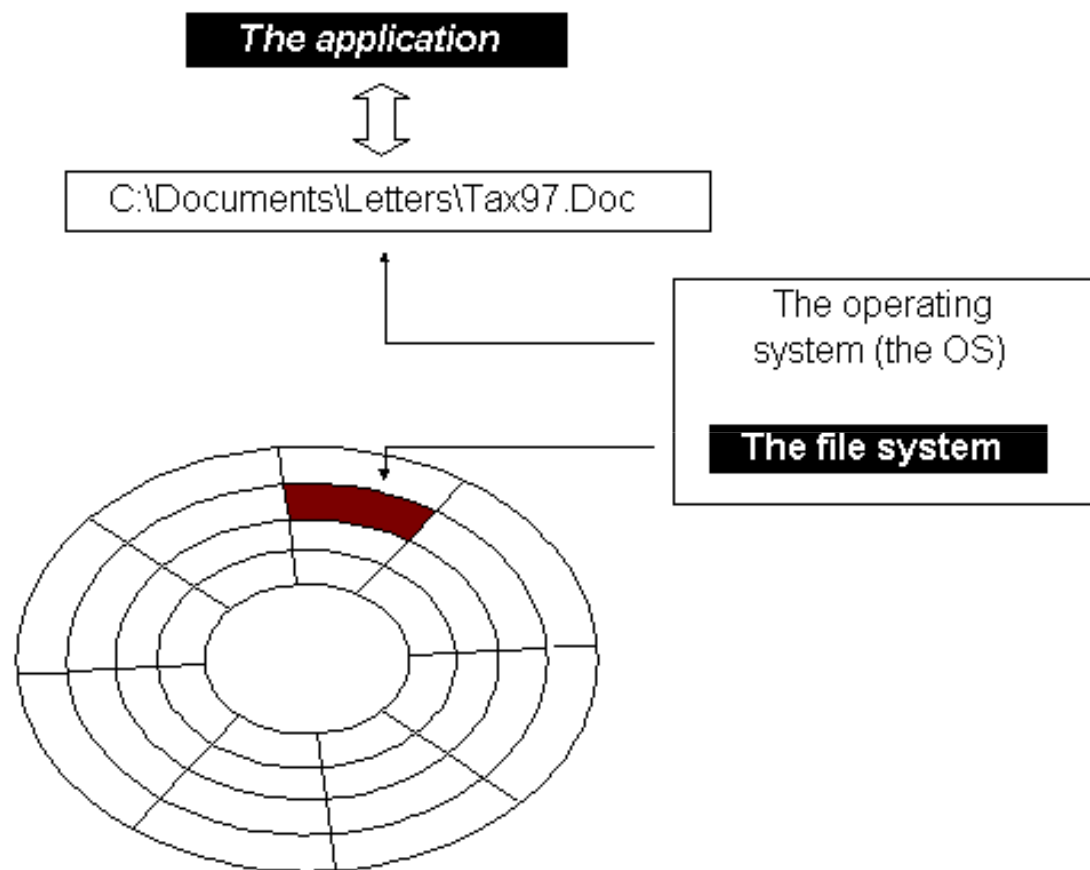 The application
C:\Documents\Letters\Tax97.Doc
The operating
system (the OS)
The file system